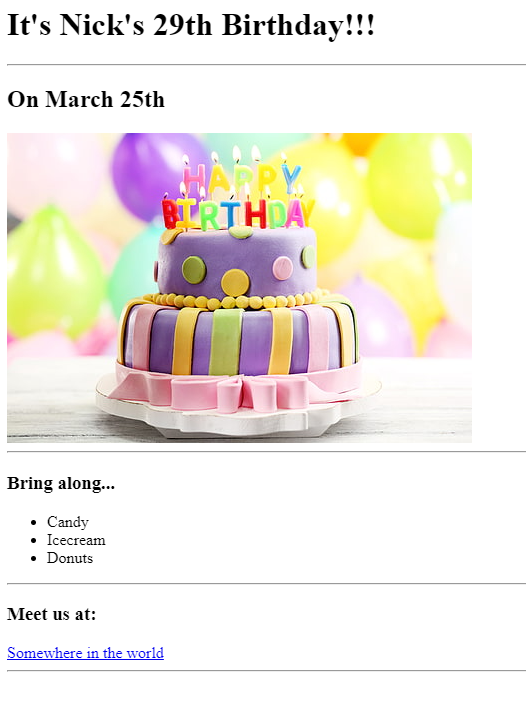 It's Nick's 29th Birthday!!!
On March 25th
HAPPY
BIRTHDAY
Bring along...
Candy
Icecream
Donuts
Meet us at:
Somewhere in the world